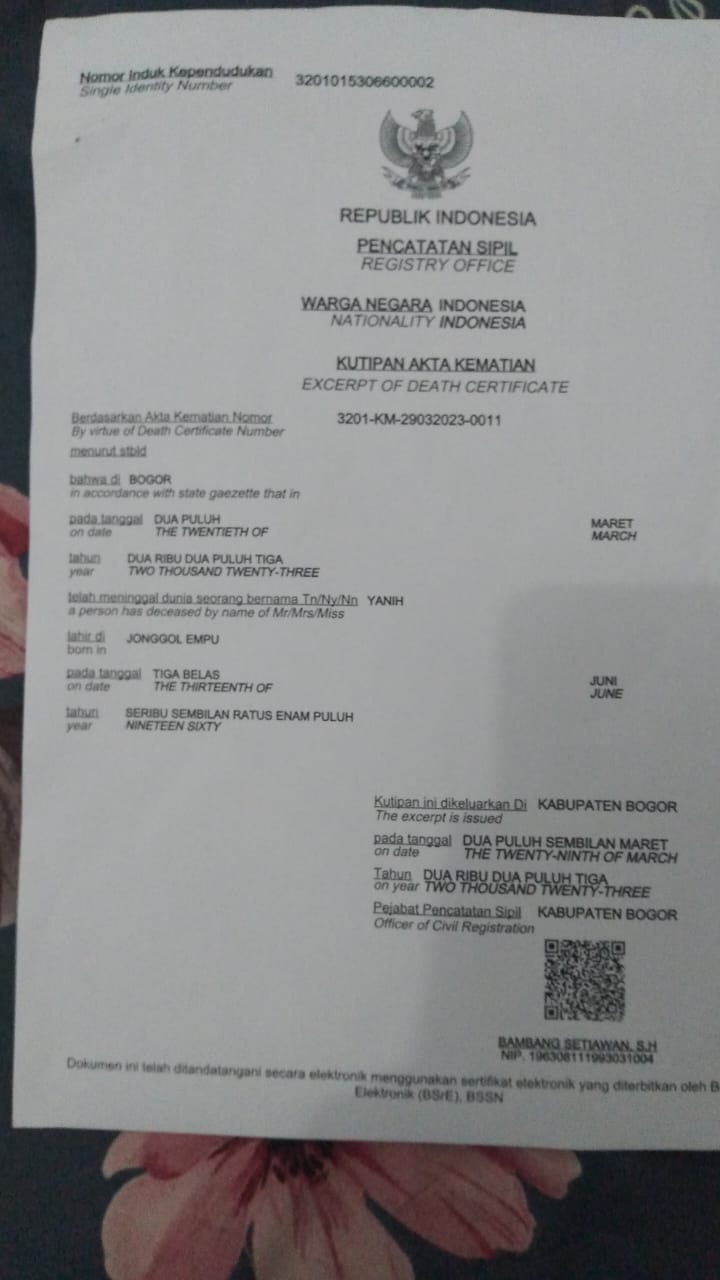 Nomor Induk Kependudukan 3201015306600002
Single Identity Number
REPUBLIK INDONESIA
PENCATATAN SIPIL
REGISTRY OFFICE
WARGA NEGARA INDONESIA
NATIONALITY INDONESIA
KUTIPAN AKTA KEMATIAN
EXCERPT OF DEATH CERTIFICATE
Berdasarkan Akta Kematian Nomor 3201-KM-29032023-0011
By virtue of Death Certificate Number
menurut stbld
bahwa di BOGOR
in accordance with state gaezette that in
pada tanggal DUA PULUH MARET
on date THE TWENTIETH OF MARCH
tahun DUA RIBU DUA PULUH TIGA
year TWO THOUSAND TWENTY-THREE
telah meninggal dunia seorang bernama Tn/Ny/Nn YANIH
a person has deceased by name of Mr/Mrs/Miss
lahir di JONGGOL EMPU
born in
pada tanggal TIGA BELAS JUNI
on date THE THIRTEENTH OF JUNE
tahun SERIBU SEMBILAN RATUS ENAM PULUH
year NINETEEN SIXTY
Kutipan ini dikeluarkan Di KABUPATEN BOGOR
The excerpt is issued
pada tanggal DUA PULUH SEMBILAN MARET
on date THE TWENTY-NINTH OF MARCH
Tahun DUA RIBU DUA PULUH TIGA
on year TWO THOUSAND TWENTY-THREE
Pejabat Pencatatan Sipil KABUPATEN BOGOR
Officer of Civil Registration
BAMBANG SETIAWAN, S.H
NIP. 196308111993031004
Dokumen ini telah ditandatangani secara elektronik menggunakan sertifikat elektronik yang diterbitkan oleh
Elektronik (BSrE), BSSN